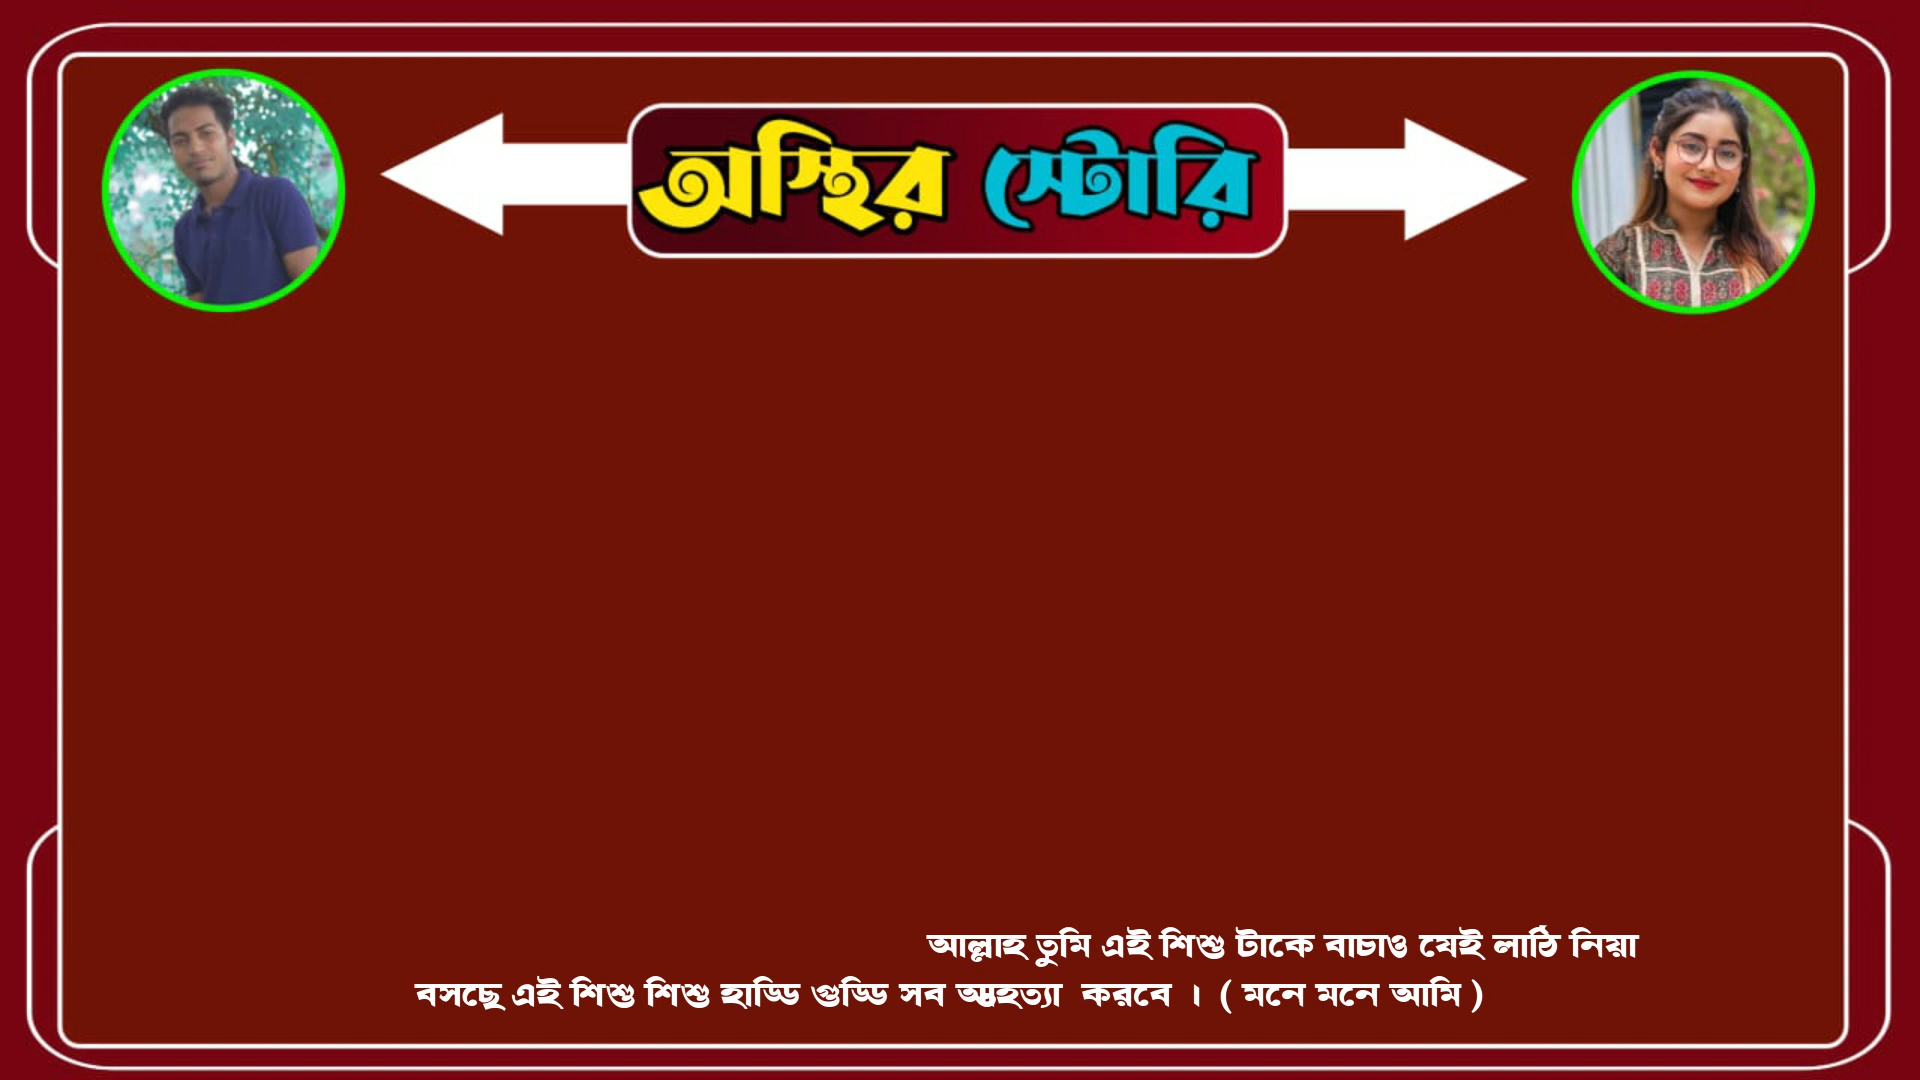 অস্থির স্টোরি
আল্লাহ তুমি এই শিশু টাকে বাচাও যেই লাঠি নিয়া
বসছে এই শিশু শিশু হাড্ডি গুড্ডি সব আত্মহত্যা করবে । ( মনে মনে আমি )